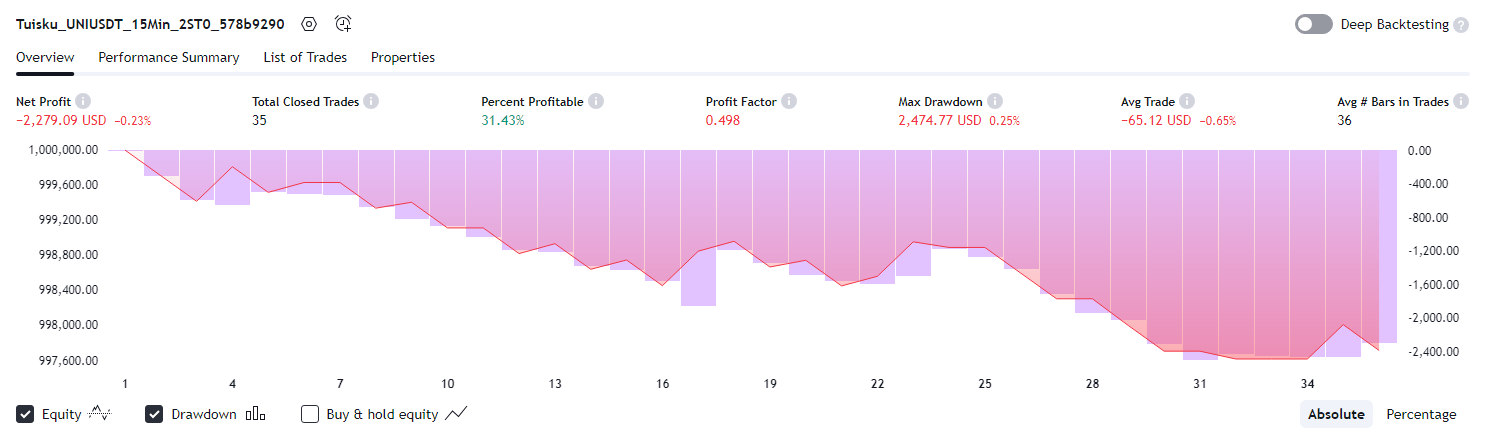 Tuisku_UNIUSDT_15Min_2ST0_578b9290 Deep Backtesting ?
Overview Performance Summary List of Trades Properties
Net Profit i Total Closed Trades i Percent Profitable i Profit Factor i Max Drawdown i Avg Trade i Avg # Bars in Trades i
−2,279.09 USD −0.23% 35 31.43% 0.498 2,474.77 USD 0.25% −65.12 USD −0.65% 36
1,000,000.00 0.00
999,600.00 -400.00
999,200.00 -800.00
998,800.00 -1,200.00
998,400.00 -1,600.00
998,000.00 -2,000.00
997,600.00 -2,400.00
1 4 7 10 13 16 19 22 25 28 31 34
Equity Drawdown Buy & hold equity Absolute Percentage